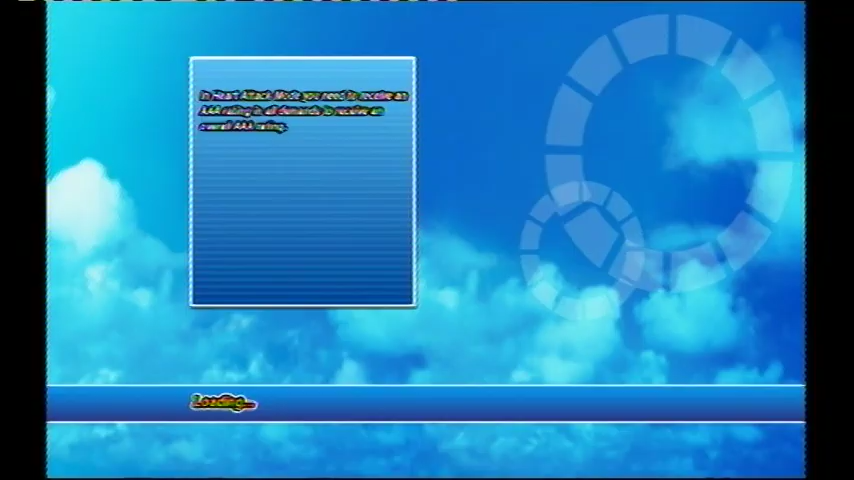 In Heart Attack Mode you need to receive an
AAA rating in all demands to receive an
overall AAA rating.
Loading...